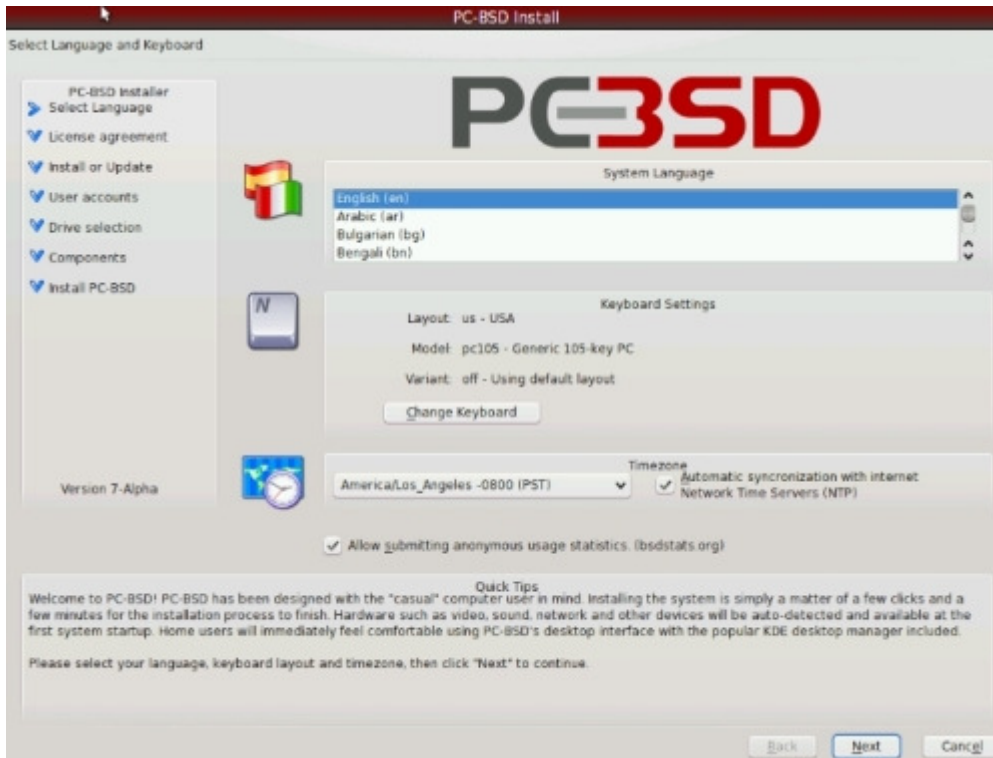 PC-BSD Install
Select Language and Keyboard
PC-BSD Installer
Select Language
License agreement
Install or Update
User accounts
Drive selection
Components
Install PC-BSD
Version 7-Alpha
PCBSD
System Language
English (en)
Arabic (ar)
Bulgarian (bg)
Bengali (bn)
N
Keyboard Settings
Layout: us - USA
Model: pc105 - Generic 105-key PC
Variant: off - Using default layout
Change Keyboard
Timezone
America/Los_Angeles -0800 (PST)
Automatic syncronization with internet
Network Time Servers (NTP)
Allow submitting anonymous usage statistics. (bsdstats.org)
Quick Tips
Welcome to PC-BSD! PC-BSD has been designed with the "casual" computer user in mind. Installing the system is simply a matter of a few clicks and a
few minutes for the installation process to finish. Hardware such as video, sound, network and other devices will be auto-detected and available at the
first system startup. Home users will immediately feel comfortable using PC-BSD's desktop interface with the popular KDE desktop manager included.
Please select your language, keyboard layout and timezone, then click "Next" to continue.
Back
Next
Cancel